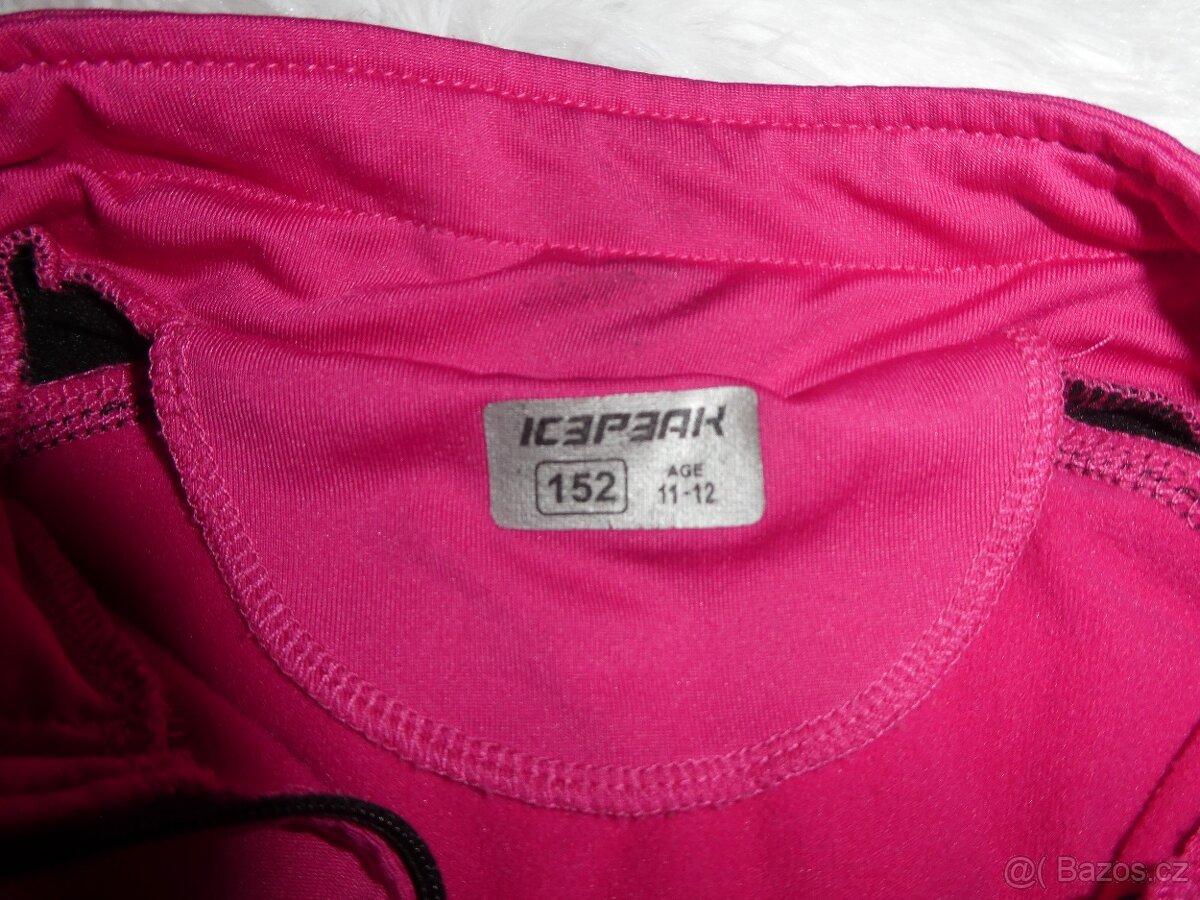 ICEPEAK
152
AGE
11-12
Bazos.cz